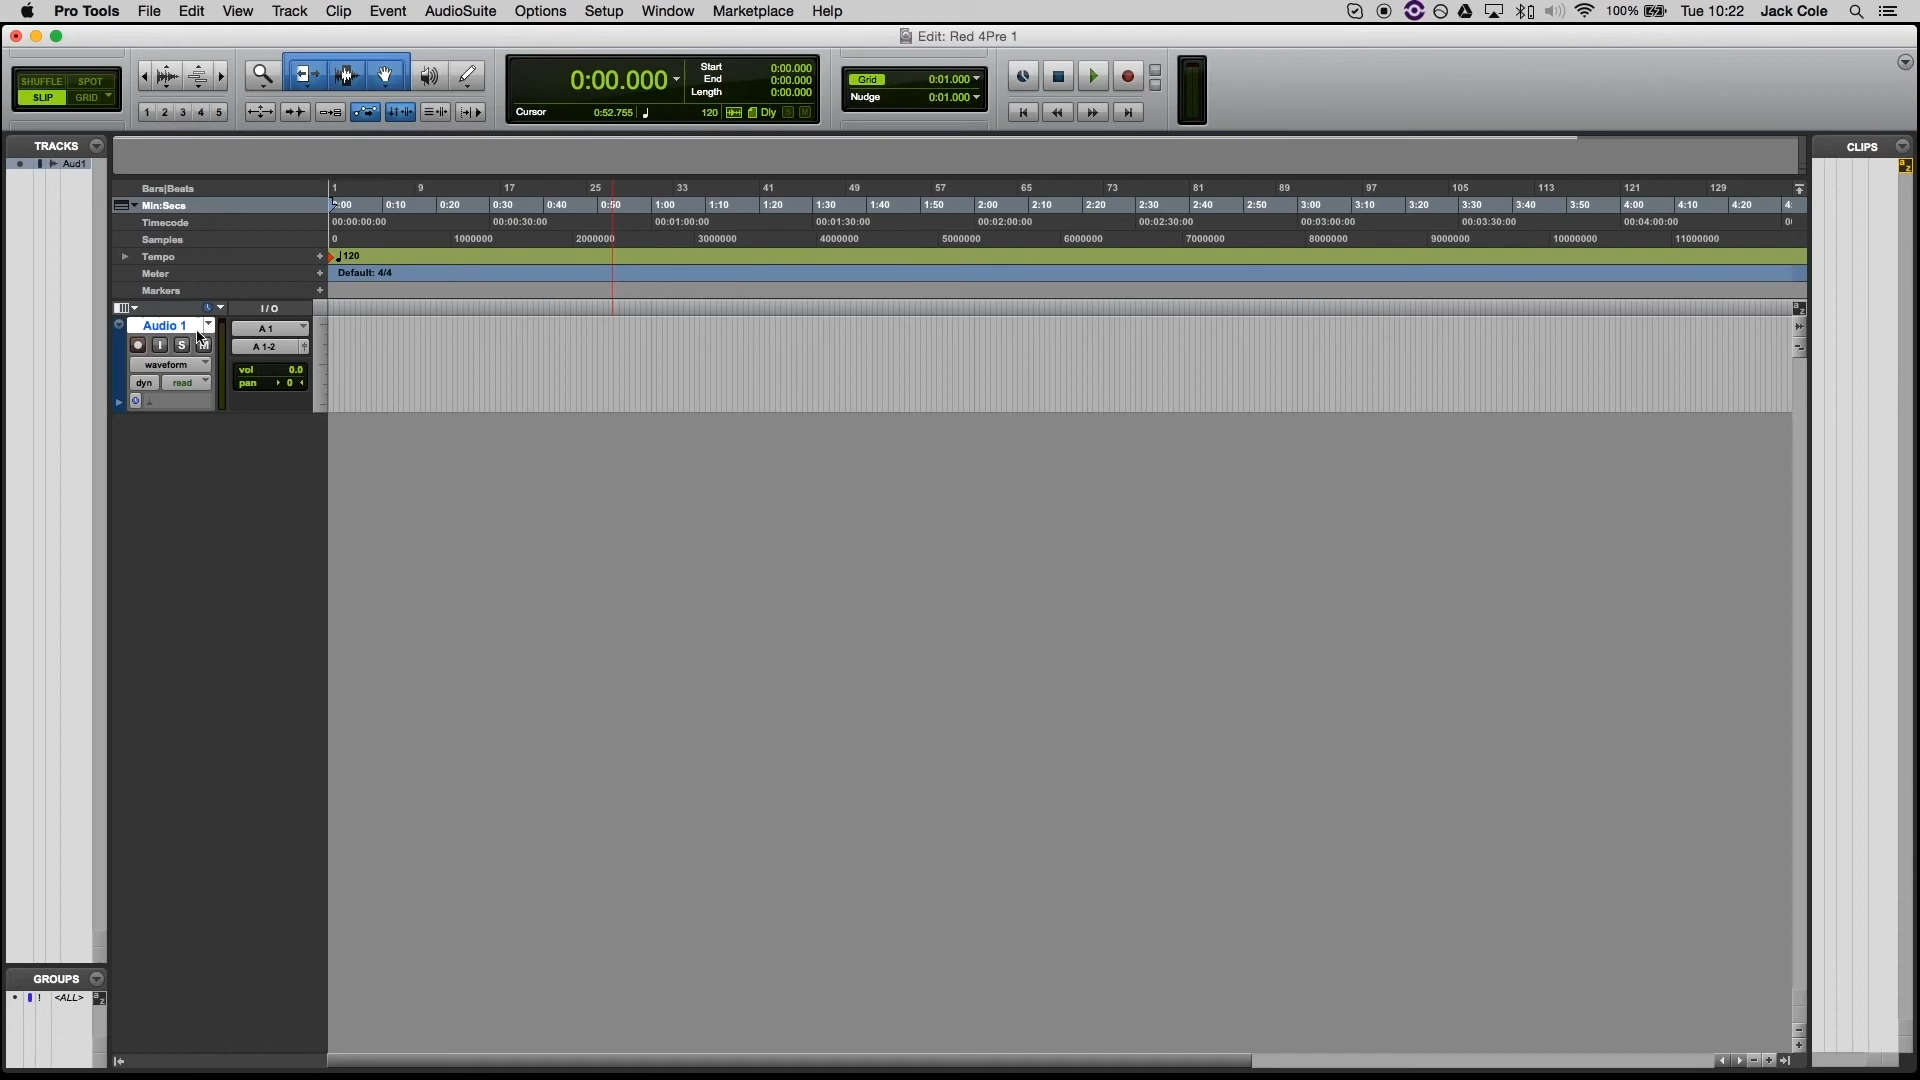 Pro Tools File Edit View Track Clip Event AudioSuite Options Setup Window Marketplace Help 100% Tue 10:22 Jack Cole
Edit: Red 4Pre 1
SHUFFLE SPOT
SLIP GRID
1 2 3 4 5
0:00.000
Start 0:00.000
End 0:00.000
Length 0:00.000
Cursor 0:52.755 120 Dly S M
Grid 0:01.000
Nudge 0:01.000
TRACKS
Aud1
CLIPS
Bars|Beats 1 9 17 25 33 41 49 57 65 73 81 89 97 105 113 121 129
Min:Secs :00 0:10 0:20 0:30 0:40 0:50 1:00 1:10 1:20 1:30 1:40 1:50 2:00 2:10 2:20 2:30 2:40 2:50 3:00 3:10 3:20 3:30 3:40 3:50 4:00 4:10 4:20 4:
Timecode 00:00:00:00 00:00:30:00 00:01:00:00 00:01:30:00 00:02:00:00 00:02:30:00 00:03:00:00 00:03:30:00 00:04:00:00 00
Samples 0 1000000 2000000 3000000 4000000 5000000 6000000 7000000 8000000 9000000 10000000 11000000
Tempo + 120
Meter + Default: 4/4
Markers +
I/O
Audio 1 A 1
I S M A 1-2
waveform vol 0.0
dyn read pan 0
GROUPS
! <ALL> a z